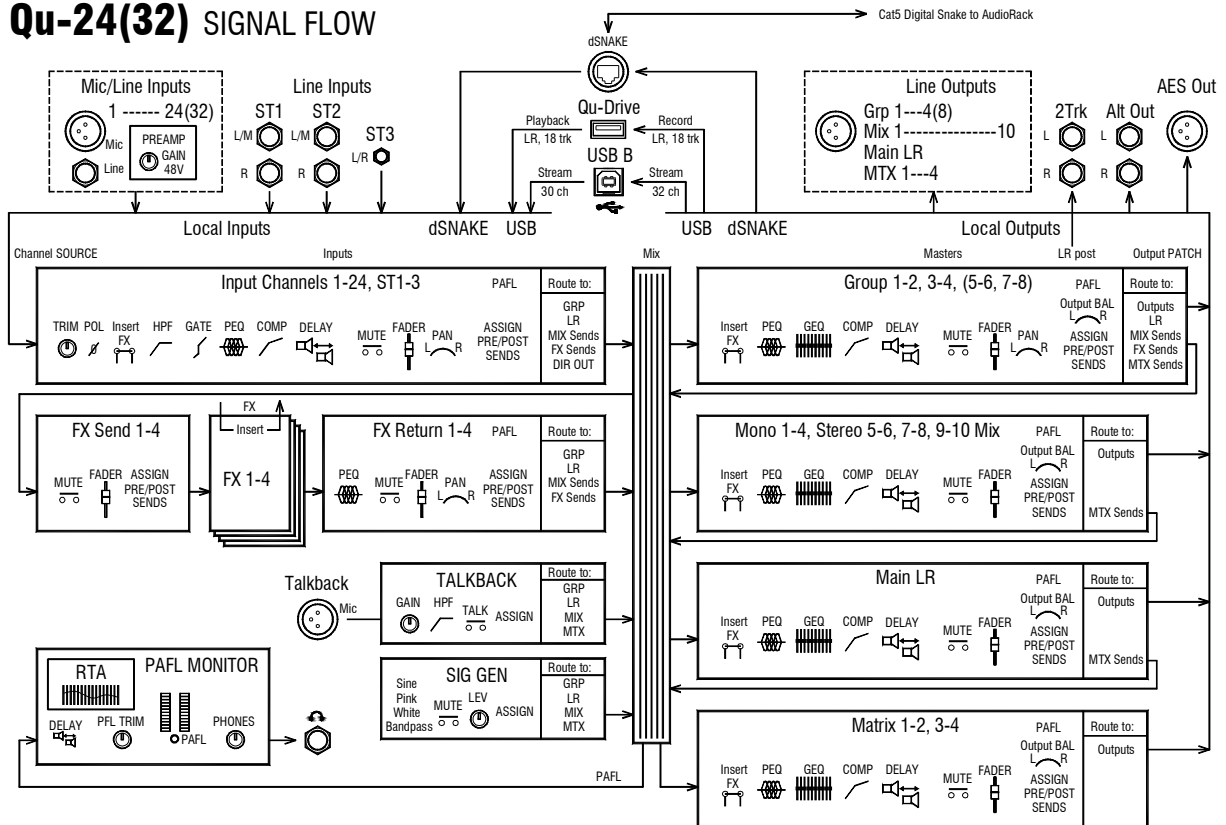 Qu-24(32) SIGNAL FLOW
Cat5 Digital Snake to AudioRack
dSNAKE
Mic/Line Inputs
1 ------ 24(32)
Mic
Line
PREAMP
GAIN
48V
Line Inputs
ST1
ST2
ST3
L/M
L/M
L/R
R
R
Qu-Drive
Playback
LR, 18 trk
Record
LR, 18 trk
USB B
Stream
30 ch
Stream
32 ch
Line Outputs
Grp 1---4(8)
Mix 1--------------10
Main LR
MTX 1---4
2Trk
L
R
Alt Out
L
R
AES Out
Local Inputs
dSNAKE
USB
USB
dSNAKE
Local Outputs
Channel SOURCE
Inputs
Mix
Masters
LR post
Output PATCH
Input Channels 1-24, ST1-3
PAFL
Route to:
TRIM
POL
Insert
FX
HPF
GATE
PEQ
COMP
DELAY
MUTE
FADER
PAN
L
R
ASSIGN
PRE/POST
SENDS
GRP
LR
MIX Sends
FX Sends
DIR OUT
Group 1-2, 3-4, (5-6, 7-8)
PAFL
Route to:
Insert
FX
PEQ
GEQ
COMP
DELAY
MUTE
FADER
PAN
L
R
Output BAL
L
R
ASSIGN
PRE/POST
SENDS
Outputs
LR
MIX Sends
FX Sends
MTX Sends
FX Send 1-4
MUTE
FADER
ASSIGN
PRE/POST
SENDS
FX
Insert
FX 1-4
FX Return 1-4
PAFL
Route to:
PEQ
MUTE
FADER
PAN
L
R
ASSIGN
PRE/POST
SENDS
GRP
LR
MIX Sends
FX Sends
Mono 1-4, Stereo 5-6, 7-8, 9-10 Mix
PAFL
Route to:
Insert
FX
PEQ
GEQ
COMP
DELAY
MUTE
FADER
Output BAL
L
R
ASSIGN
PRE/POST
SENDS
Outputs
MTX Sends
Talkback
Mic
TALKBACK
Route to:
GAIN
HPF
TALK
ASSIGN
GRP
LR
MIX
MTX
Main LR
PAFL
Route to:
Insert
FX
PEQ
GEQ
COMP
DELAY
MUTE
FADER
Output BAL
L
R
ASSIGN
PRE/POST
SENDS
Outputs
MTX Sends
RTA
PAFL MONITOR
DELAY
PFL TRIM
PAFL
PHONES
SIG GEN
Route to:
Sine
Pink
White
Bandpass
MUTE
LEV
ASSIGN
GRP
LR
MIX
MTX
PAFL
Matrix 1-2, 3-4
PAFL
Route to:
Insert
FX
PEQ
GEQ
COMP
DELAY
MUTE
FADER
Output BAL
L
R
ASSIGN
PRE/POST
SENDS
Outputs